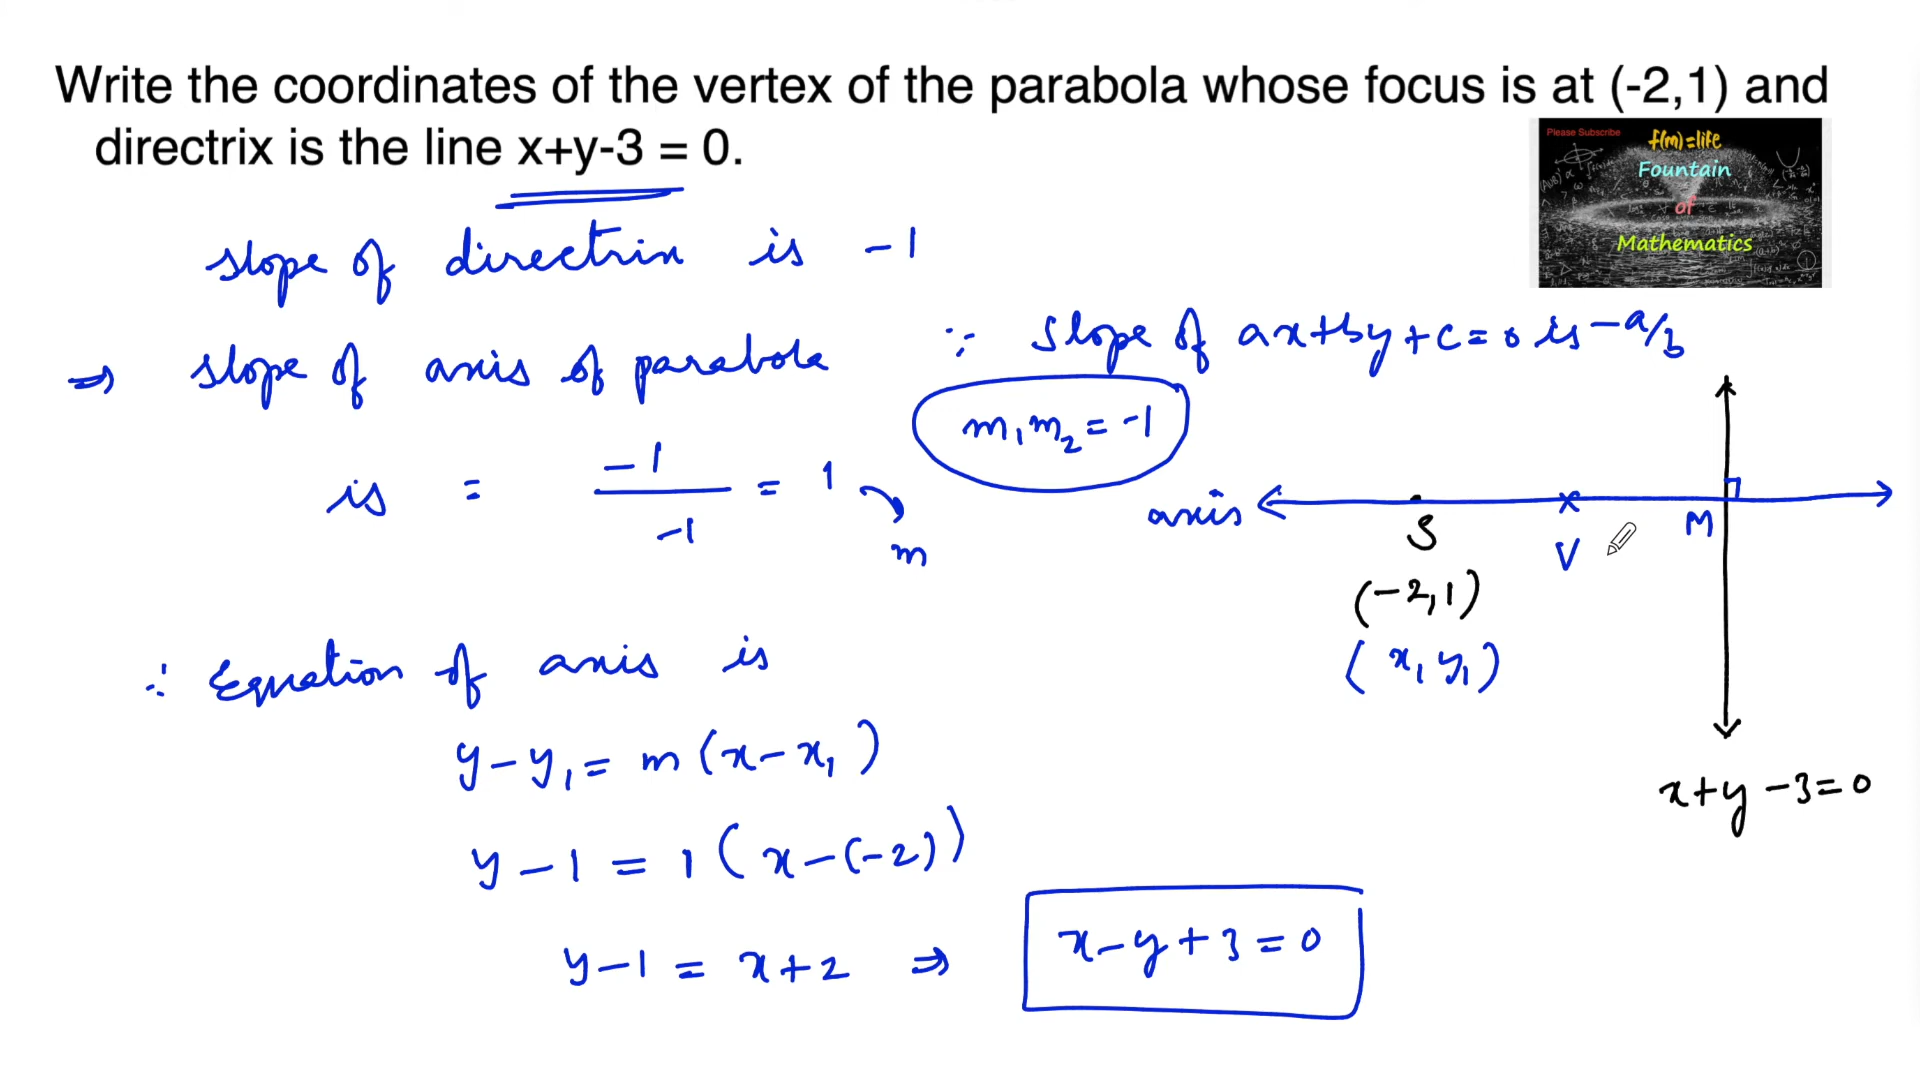 Write the coordinates of the vertex of the parabola whose focus is at (-2,1) and
directrix is the line x+y-3 = 0.
Please Subscribe
f(m)=life
Fountain
of
Mathematics
slope of directrix is -1
⇒ slope of axis of parabola
∵ slope of ax+by+c=0 is -a/b
m₁m₂ = -1
is = -1/-1 = 1
m
axis
S
V
M
(-2,1)
(x₁ y₁)
x+y-3=0
∴ Equation of axis is
y-y₁ = m(x-x₁)
y-1 = 1(x-(-2))
y-1 = x+2 ⇒ x-y+3=0